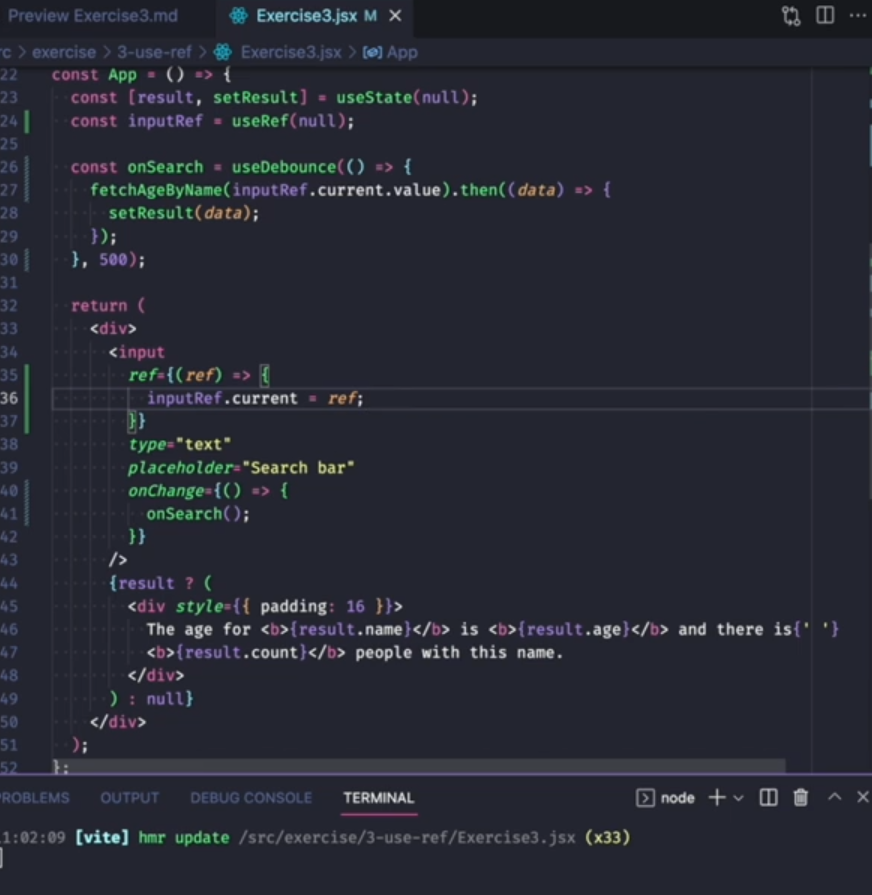 Preview Exercise3.md Exercise3.jsx M ×
rc > exercise > 3-use-ref > Exercise3.jsx > App
22 const App = () => {
23 const [result, setResult] = useState(null);
24 const inputRef = useRef(null);
25
26 const onSearch = useDebounce(() => {
27 fetchAgeByName(inputRef.current.value).then((data) => {
28 setResult(data);
29 });
30 }, 500);
31
32 return (
33 <div>
34 <input
35 ref={(ref) => {
36 inputRef.current = ref;
37 }}
38 type="text"
39 placeholder="Search bar"
40 onChange={() => {
41 onSearch();
42 }}
43 />
44 {result ? (
45 <div style={{ padding: 16 }}>
46 The age for <b>{result.name}</b> is <b>{result.age}</b> and there is{' '}
47 <b>{result.count}</b> people with this name.
48 </div>
49 ) : null}
50 </div>
51 );
52 };
PROBLEMS OUTPUT DEBUG CONSOLE TERMINAL node
1:02:09 [vite] hmr update /src/exercise/3-use-ref/Exercise3.jsx (x33)